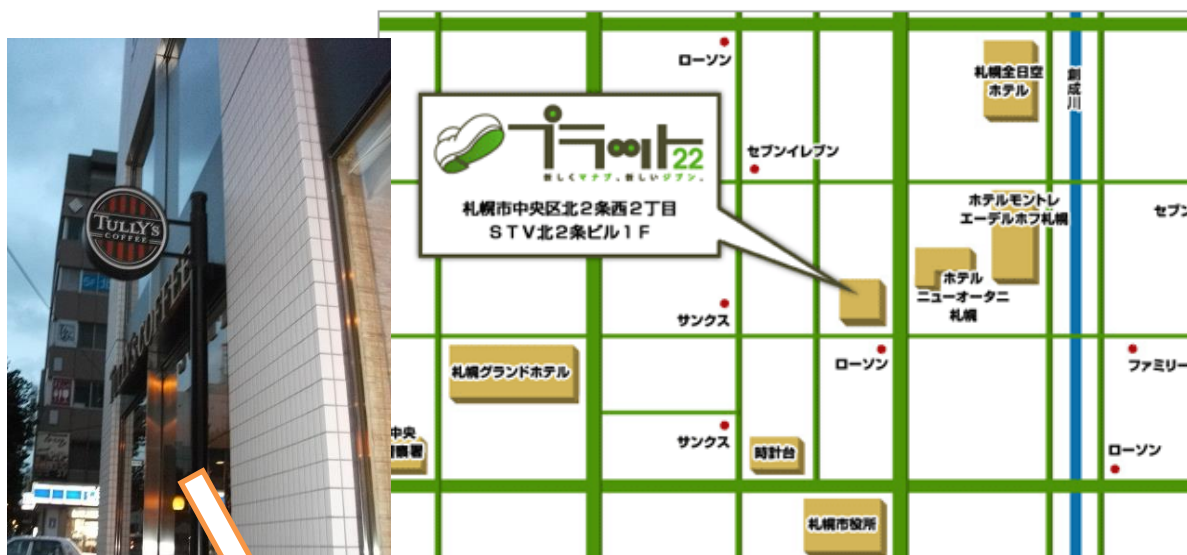 TULLY'S
COFFEE
ローソン
札幌全日空
ホテル
創成川
プラット22
新しくマナブ、新しいジブン。
札幌市中央区北2条西2丁目
STV北2条ビル1F
セブンイレブン
ホテルモントレ
エーデルホフ札幌
セブン
ホテル
ニューオータニ
札幌
サンクス
札幌グランドホテル
ローソン
ファミリー
中央
警察署
サンクス
時計台
ローソン
札幌市役所